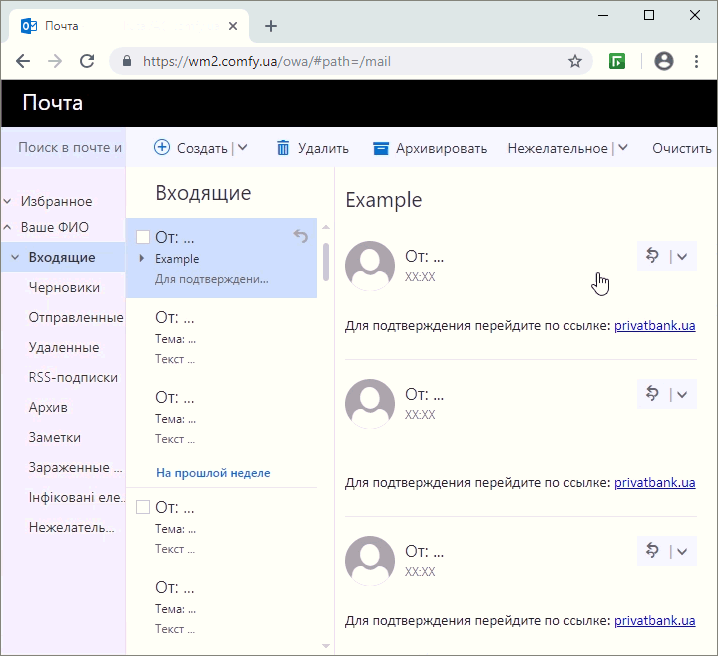 Почта
https://wm2.comfy.ua/owa/#path=/mail
Почта
Поиск в почте и
Создать
Удалить
Архивировать
Нежелательное
Очистить
Избранное
Ваше ФИО
Входящие
Черновики
Отправленные
Удаленные
RSS-подписки
Архив
Заметки
Зараженные ...
Інфіковані еле...
Нежелатель...
Входящие
От: ...
Example
Для подтверждени...
От: ...
Тема: ...
Текст ...
От: ...
Тема: ...
Текст ...
На прошлой неделе
От: ...
Тема: ...
Текст ...
От: ...
Тема: ...
Текст ...
Example
От: ...
XX:XX
Для подтверждения перейдите по ссылке: privatbank.ua
От: ...
XX:XX
Для подтверждения перейдите по ссылке: privatbank.ua
От: ...
XX:XX
Для подтверждения перейдите по ссылке: privatbank.ua